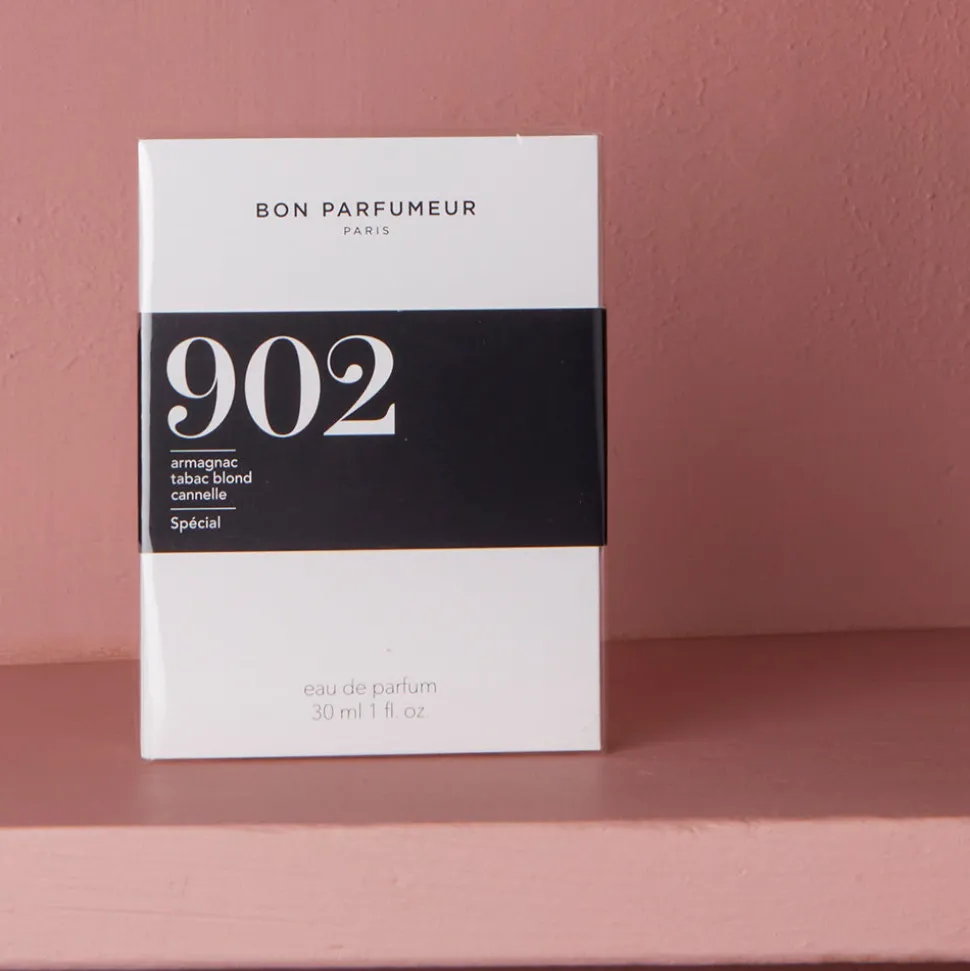 BON PARFUMEUR
PARIS
902
armagnac
tabac blond
cannelle
Spécial
eau de parfum
30 ml 1 fl. oz